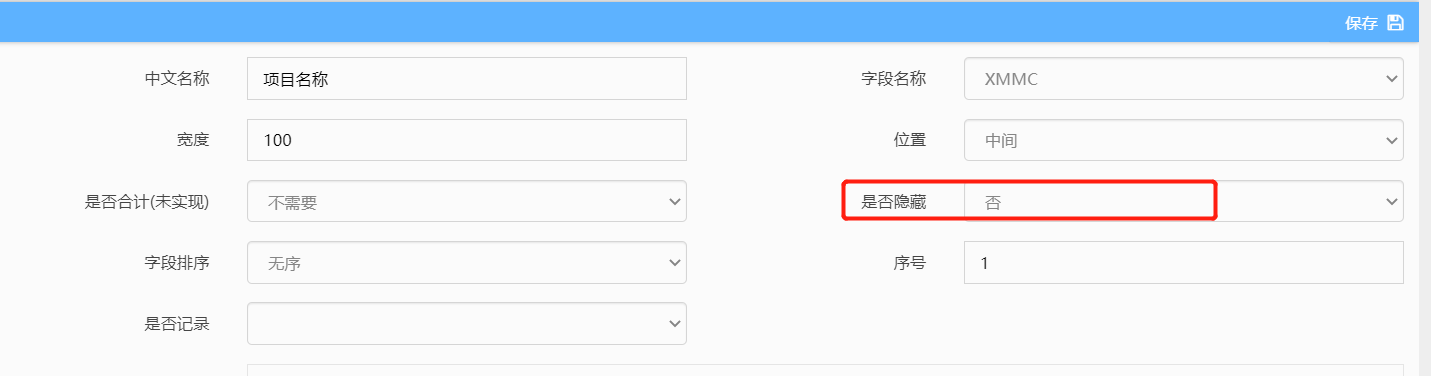 保存
中文名称 项目名称 字段名称 XMMC
宽度 100 位置 中间
是否合计(未实现) 不需要 是否隐藏 否
字段排序 无序 序号 1
是否记录